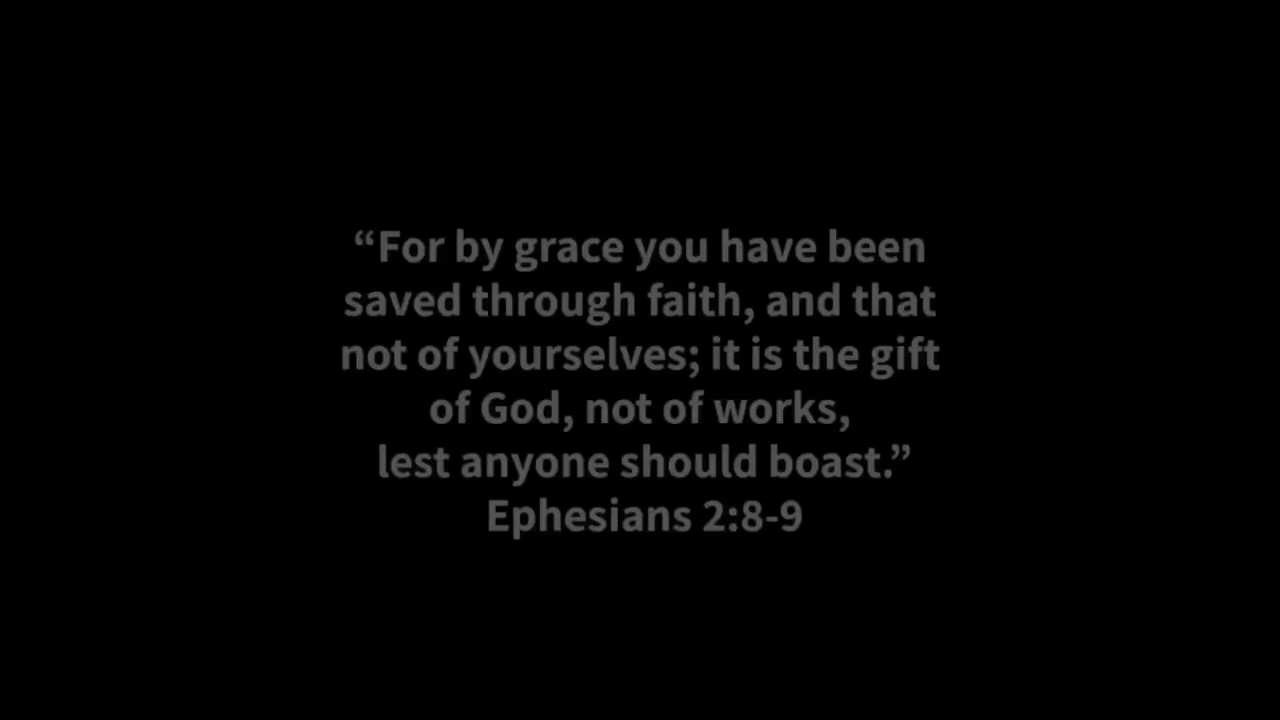 “For by grace you have been
saved through faith, and that
not of yourselves; it is the gift
of God, not of works,
lest anyone should boast.”
Ephesians 2:8-9